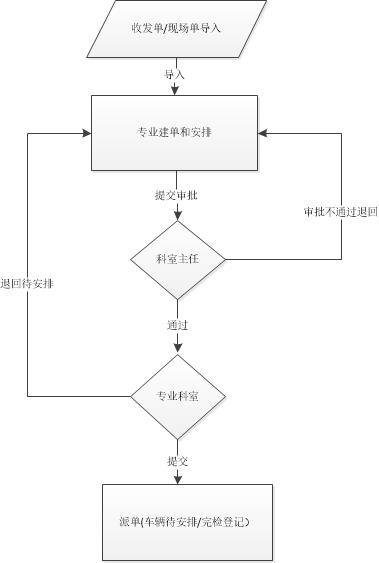 收发单/现场单导入
导入
专业建单和安排
提交审批
审批不通过退回
科室主任
退回待安排
通过
专业科室
提交
派单(车辆待安排/完检登记）